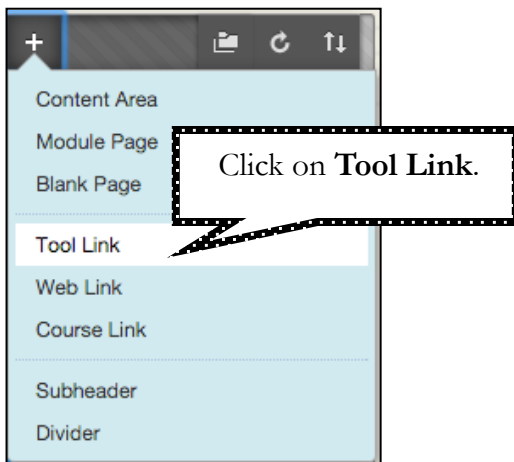 +
Content Area
Module Page
Blank Page
Click on Tool Link.
Tool Link
Web Link
Course Link
Subheader
Divider